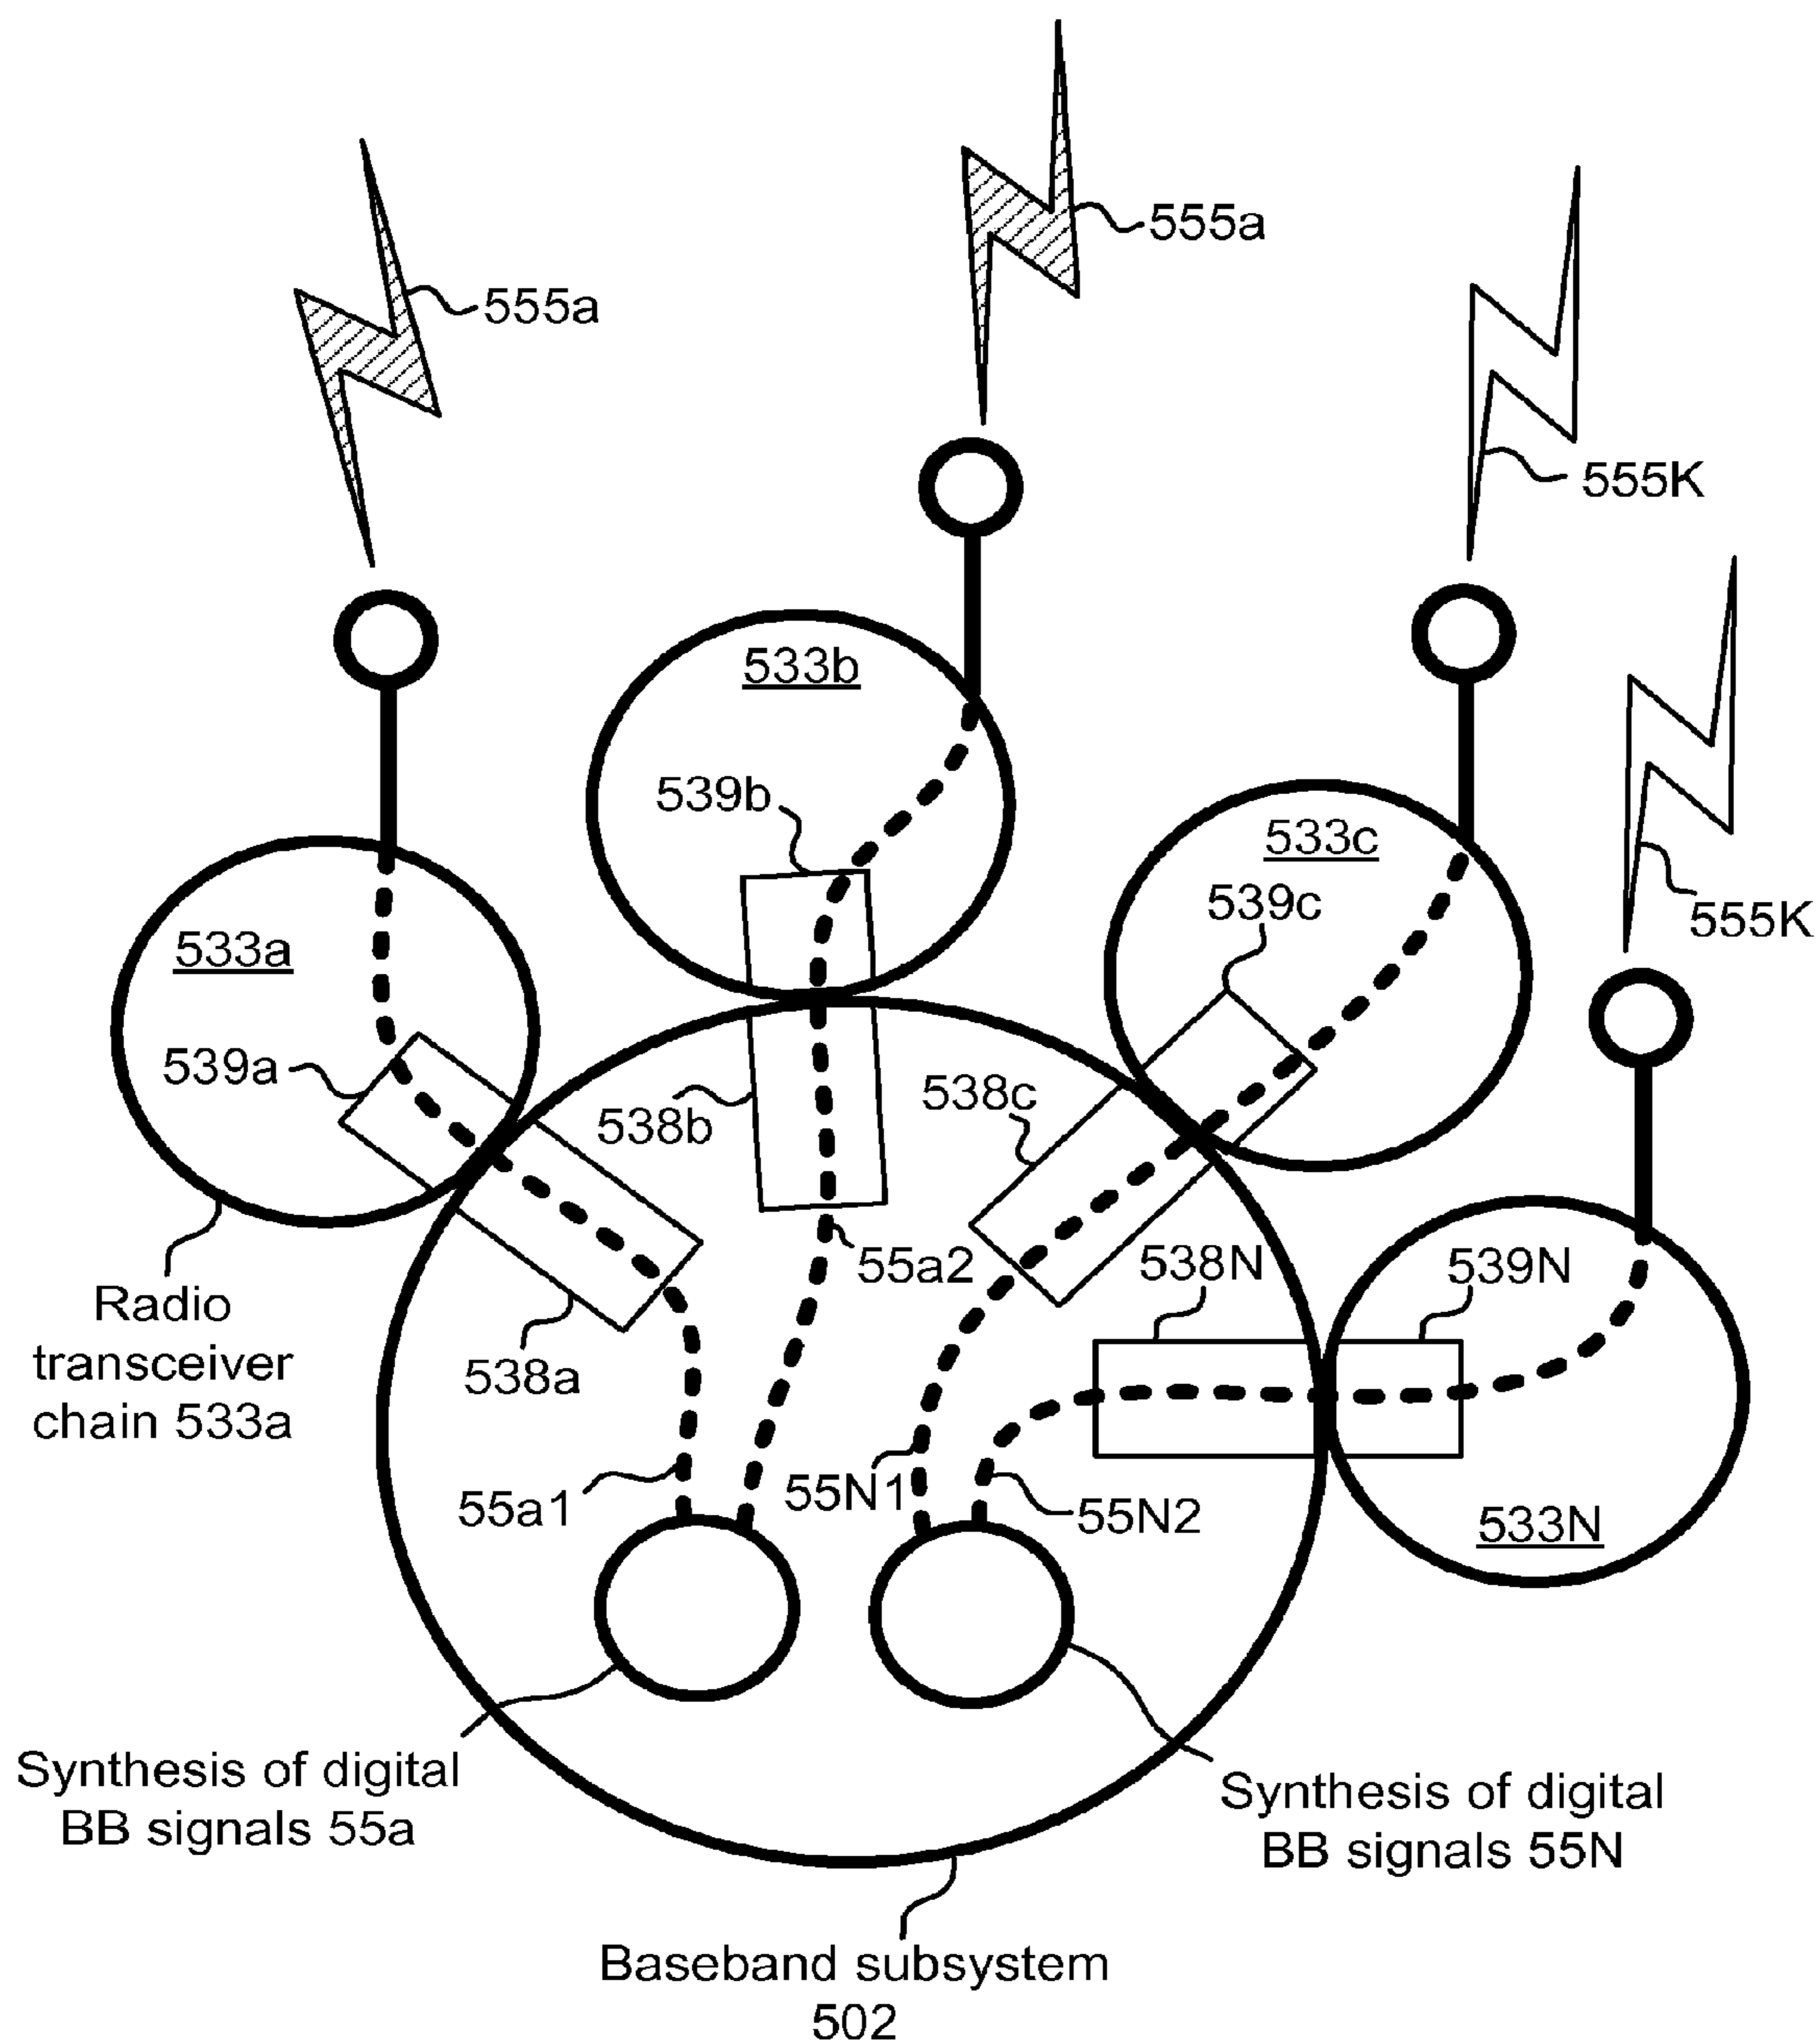 555a
555a
555K
533b
539b
533c
539c
555K
533a
539a
538b
538c
55a2
538N
539N
Radio
transceiver
chain 533a
538a
55a1
55N1
55N2
533N
Synthesis of digital
BB signals 55a
Synthesis of digital
BB signals 55N
Baseband subsystem
502